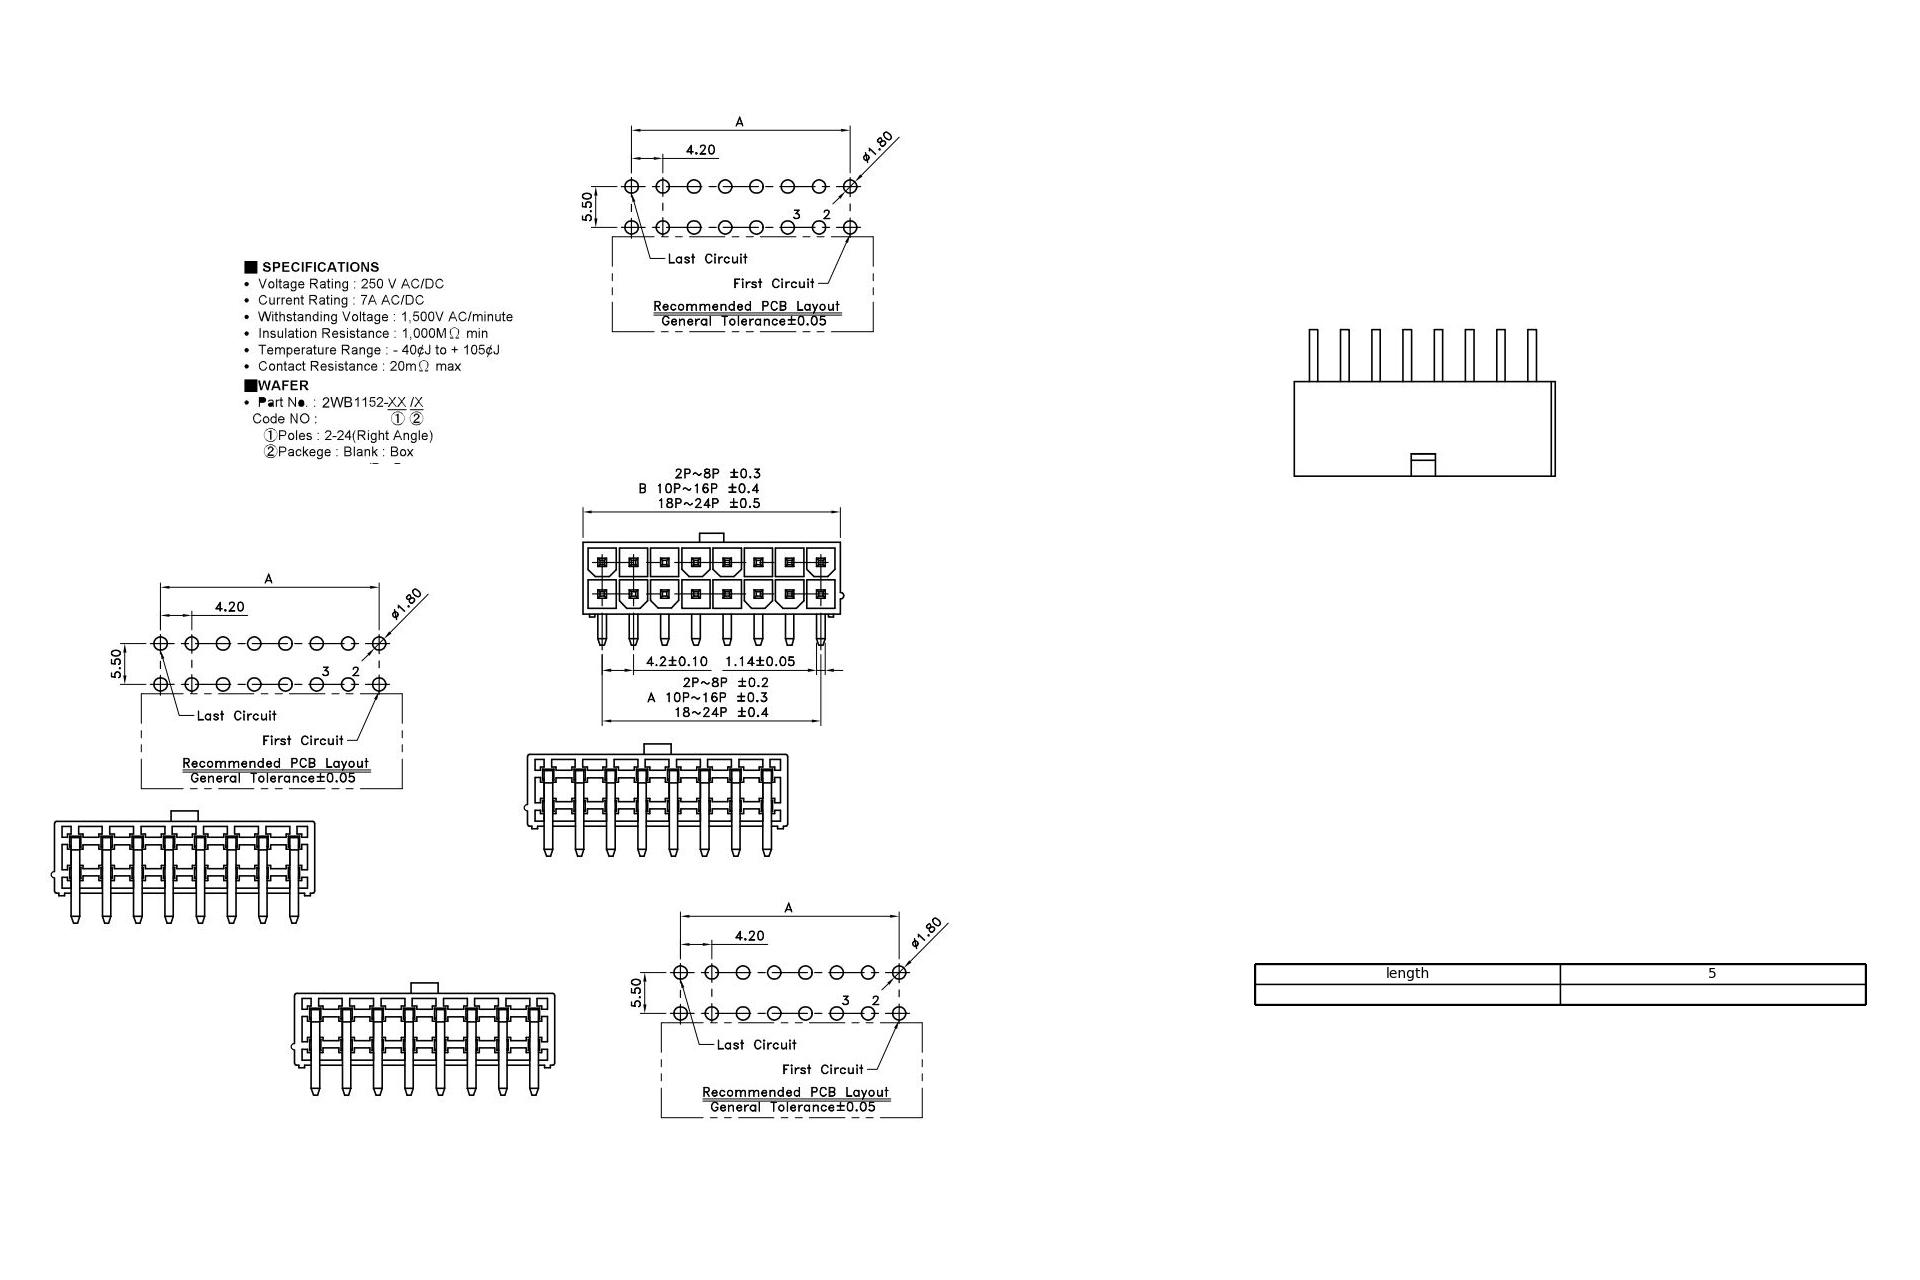 A
4.20
ø1.80
5.50
3 2
Last Circuit
First Circuit
Recommended PCB Layout
General Tolerance±0.05
■ SPECIFICATIONS
• Voltage Rating : 250 V AC/DC
• Current Rating : 7A AC/DC
• Withstanding Voltage : 1,500V AC/minute
• Insulation Resistance : 1,000MΩ min
• Temperature Range : - 40¢J to + 105¢J
• Contact Resistance : 20mΩ max
■WAFER
• Part No. : 2WB1152-XX /X
Code NO : ① ②
①Poles : 2-24(Right Angle)
②Packege : Blank : Box
2P~8P ±0.3
B 10P~16P ±0.4
18P~24P ±0.5
4.2±0.10 1.14±0.05
2P~8P ±0.2
A 10P~16P ±0.3
18~24P ±0.4
A
4.20
ø1.80
5.50
3 2
Last Circuit
First Circuit
Recommended PCB Layout
General Tolerance±0.05
A
4.20
ø1.80
5.50
3 2
Last Circuit
First Circuit
Recommended PCB Layout
General Tolerance±0.05
length 5